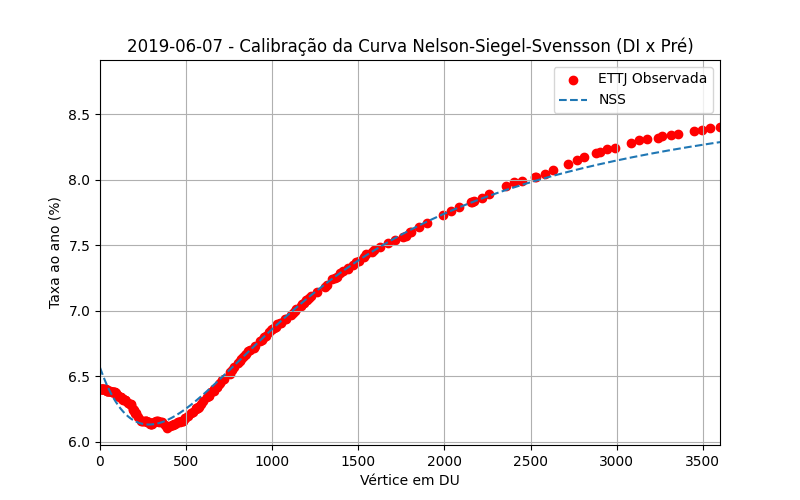 2019-06-07 - Calibração da Curva Nelson-Siegel-Svensson (DI x Pré)
ETTJ Observada
NSS
Taxa ao ano (%)
8.5
8.0
7.5
7.0
6.5
6.0
0 500 1000 1500 2000 2500 3000 3500
Vértice em DU